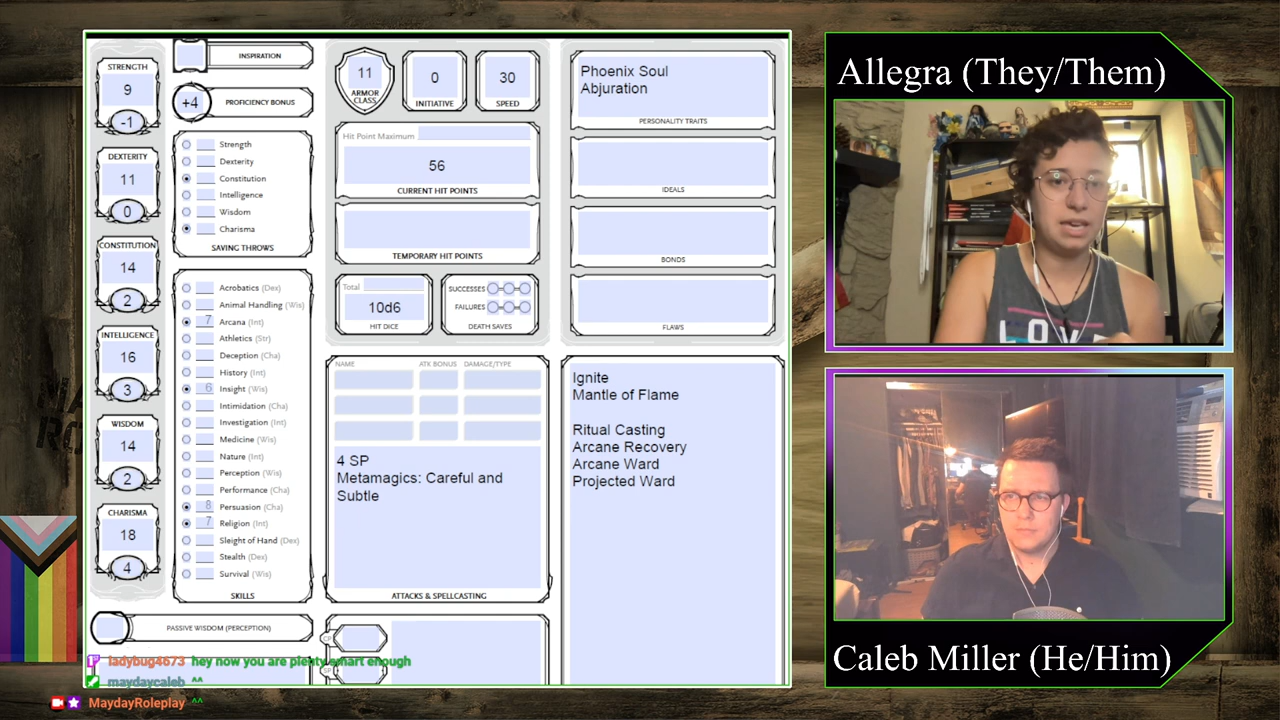 STRENGTH
9
-1
DEXTERITY
11
0
CONSTITUTION
14
2
INTELLIGENCE
16
3
WISDOM
14
2
CHARISMA
18
4
INSPIRATION
+4
PROFICIENCY BONUS
Strength
Dexterity
Constitution
Intelligence
Wisdom
Charisma
SAVING THROWS
Acrobatics (Dex)
Animal Handling (Wis)
7 Arcana (Int)
Athletics (Str)
Deception (Cha)
History (Int)
6 Insight (Wis)
Intimidation (Cha)
Investigation (Int)
Medicine (Wis)
Nature (Int)
Perception (Wis)
Performance (Cha)
8 Persuasion (Cha)
7 Religion (Int)
Sleight of Hand (Dex)
Stealth (Dex)
Survival (Wis)
SKILLS
PASSIVE WISDOM (PERCEPTION)
11
ARMOR
CLASS
0
INITIATIVE
30
SPEED
Hit Point Maximum
56
CURRENT HIT POINTS
TEMPORARY HIT POINTS
Total
10d6
HIT DICE
SUCCESSES
FAILURES
DEATH SAVES
NAME ATK BONUS DAMAGE/TYPE
4 SP
Metamagics: Careful and
Subtle
ATTACKS & SPELLCASTING
CP
SP
Phoenix Soul
Abjuration
PERSONALITY TRAITS
IDEALS
BONDS
FLAWS
Ignite
Mantle of Flame
Ritual Casting
Arcane Recovery
Arcane Ward
Projected Ward
ladybug4673 hey now you are plenty smart enough
maydaycaleb ^^
MaydayRoleplay ^^
Allegra (They/Them)
LOVE
Caleb Miller (He/Him)